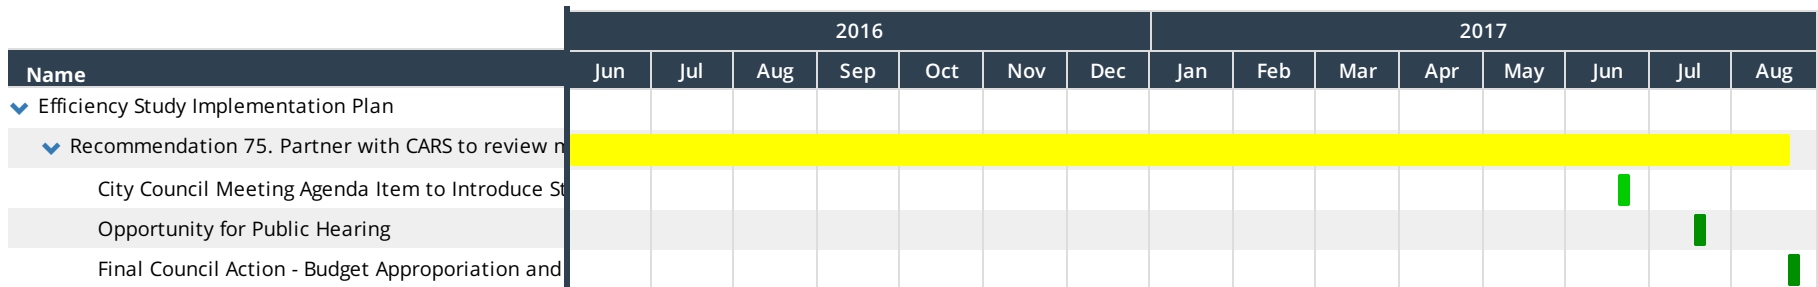 2016 2017
Name Jun Jul Aug Sep Oct Nov Dec Jan Feb Mar Apr May Jun Jul Aug
Efficiency Study Implementation Plan
Recommendation 75. Partner with CARS to review
City Council Meeting Agenda Item to Introduce St
Opportunity for Public Hearing
Final Council Action - Budget Approporiation and